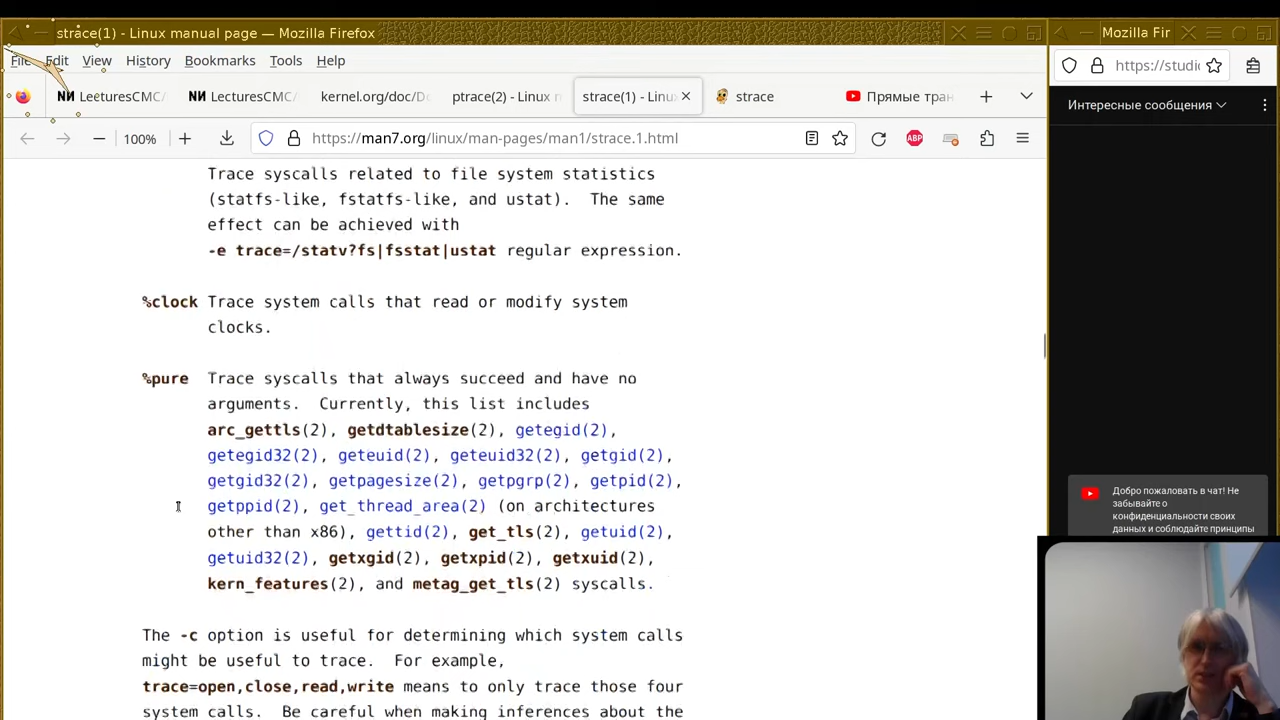 strace(1) - Linux manual page — Mozilla Firefox
Mozilla Fir
File Edit View History Bookmarks Tools Help
https://studi
LecturesCMC/
LecturesCMC/
kernel.org/doc/D
ptrace(2) - Linux m
strace(1) - Linu
strace
Прямые тран
Интересные сообщения
100%
https://man7.org/linux/man-pages/man1/strace.1.html
ABP
Trace syscalls related to file system statistics
(statfs-like, fstatfs-like, and ustat).  The same
effect can be achieved with
-e trace=/statv?fs|fsstat|ustat regular expression.
%clock Trace system calls that read or modify system
clocks.
%pure  Trace syscalls that always succeed and have no
arguments.  Currently, this list includes
arc_gettls(2), getdtablesize(2), getegid(2),
getegid32(2), geteuid(2), geteuid32(2), getgid(2),
getgid32(2), getpagesize(2), getpgrp(2), getpid(2),
getppid(2), get_thread_area(2) (on architectures
other than x86), gettid(2), get_tls(2), getuid(2),
getuid32(2), getxgid(2), getxpid(2), getxuid(2),
kern_features(2), and metag_get_tls(2) syscalls.
The -c option is useful for determining which system calls
might be useful to trace.  For example,
trace=open,close,read,write means to only trace those four
system calls.  Be careful when making inferences about the
Добро пожаловать в чат! Не
забывайте о
конфиденциальности своих
данных и соблюдайте принципы